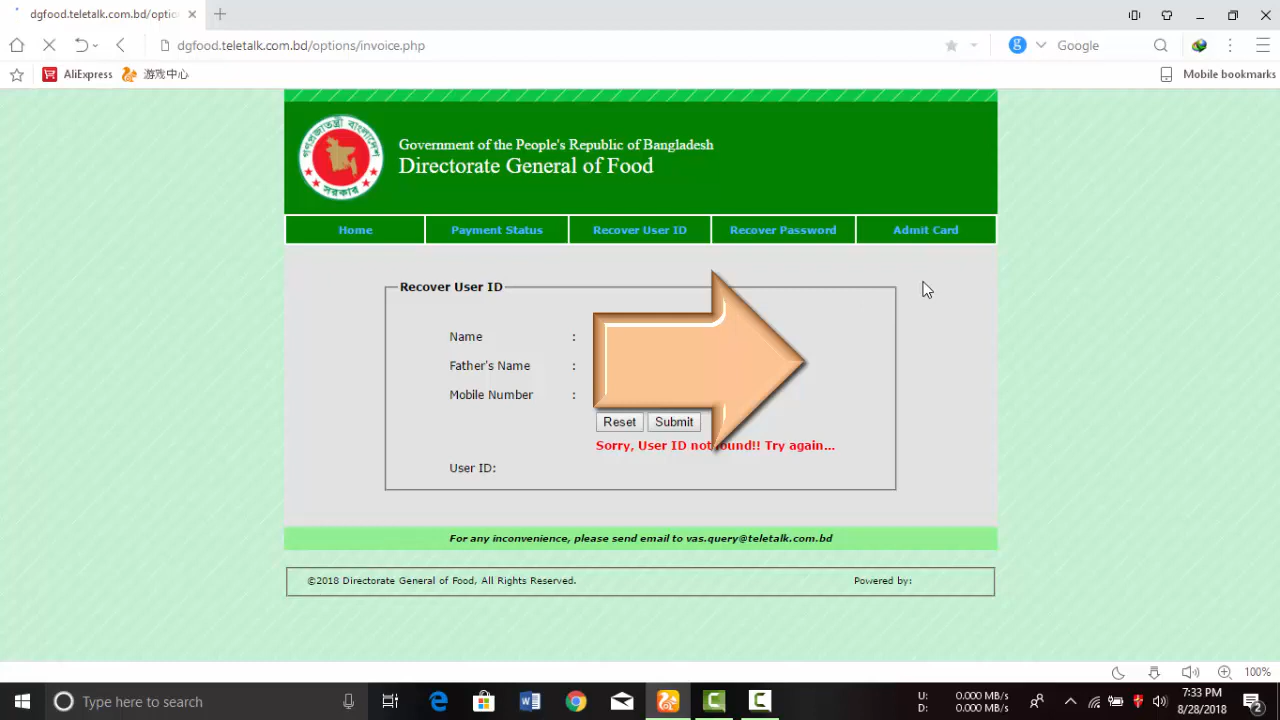 dgfood.teletalk.com.bd/optio
dgfood.teletalk.com.bd/options/invoice.php
Google
AliExpress
游戏中心
Mobile bookmarks
গণপ্রজাতন্ত্রী বাংলাদেশ
সরকার
Government of the People's Republic of Bangladesh
Directorate General of Food
Home
Payment Status
Recover User ID
Recover Password
Admit Card
Recover User ID
Name :
Father's Name :
Mobile Number :
Reset Submit
Sorry, User ID not ound!! Try again...
User ID:
For any inconvenience, please send email to vas.query@teletalk.com.bd
©2018 Directorate General of Food, All Rights Reserved.
Powered by:
100%
Type here to search
U: 0.000 MB/s
D: 0.000 MB/s
7:33 PM
8/28/2018
2